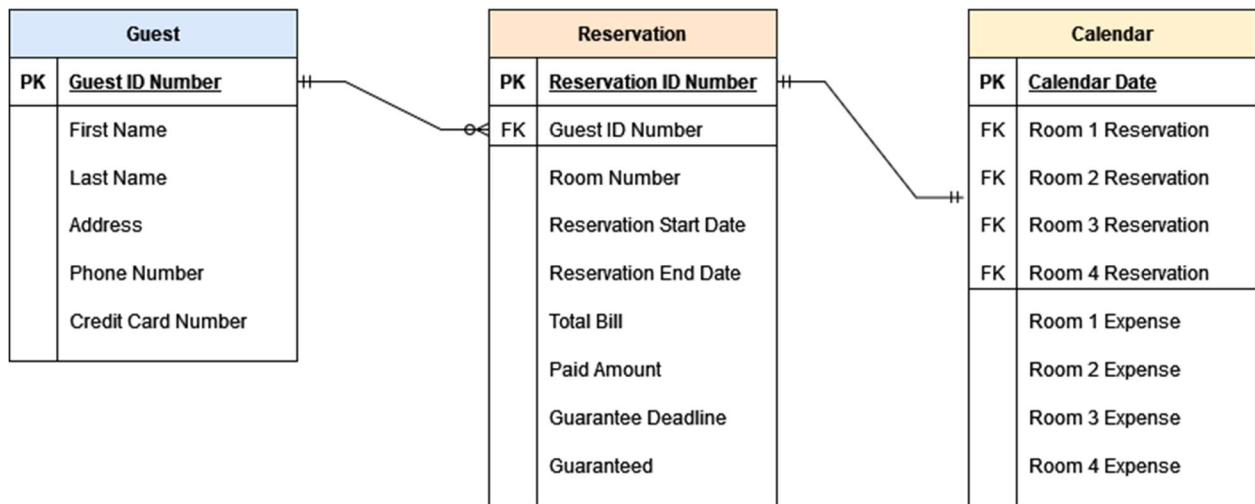 Guest
PK Guest ID Number
First Name
Last Name
Address
Phone Number
Credit Card Number
Reservation
PK Reservation ID Number
FK Guest ID Number
Room Number
Reservation Start Date
Reservation End Date
Total Bill
Paid Amount
Guarantee Deadline
Guaranteed
Calendar
PK Calendar Date
FK Room 1 Reservation
FK Room 2 Reservation
FK Room 3 Reservation
FK Room 4 Reservation
Room 1 Expense
Room 2 Expense
Room 3 Expense
Room 4 Expense